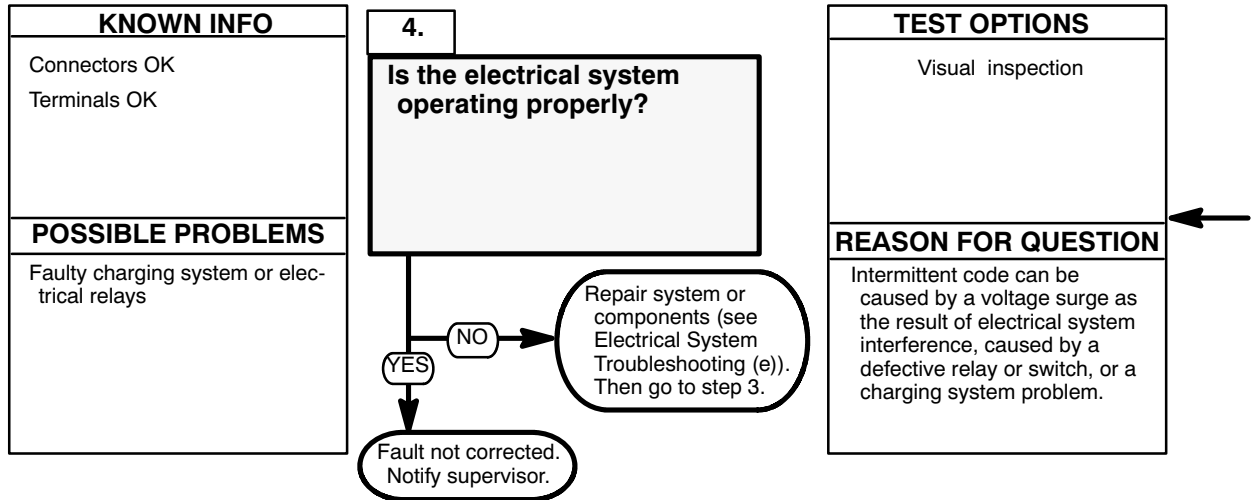 KNOWN INFO
Connectors OK
Terminals OK
POSSIBLE PROBLEMS
Faulty charging system or elec-
trical relays
4.
Is the electrical system
operating properly?
NO
YES
Repair system or
components (see
Electrical System
Troubleshooting (e)).
Then go to step 3.
Fault not corrected.
Notify supervisor.
TEST OPTIONS
Visual inspection
REASON FOR QUESTION
Intermittent code can be
caused by a voltage surge as
the result of electrical system
interference, caused by a
defective relay or switch, or a
charging system problem.